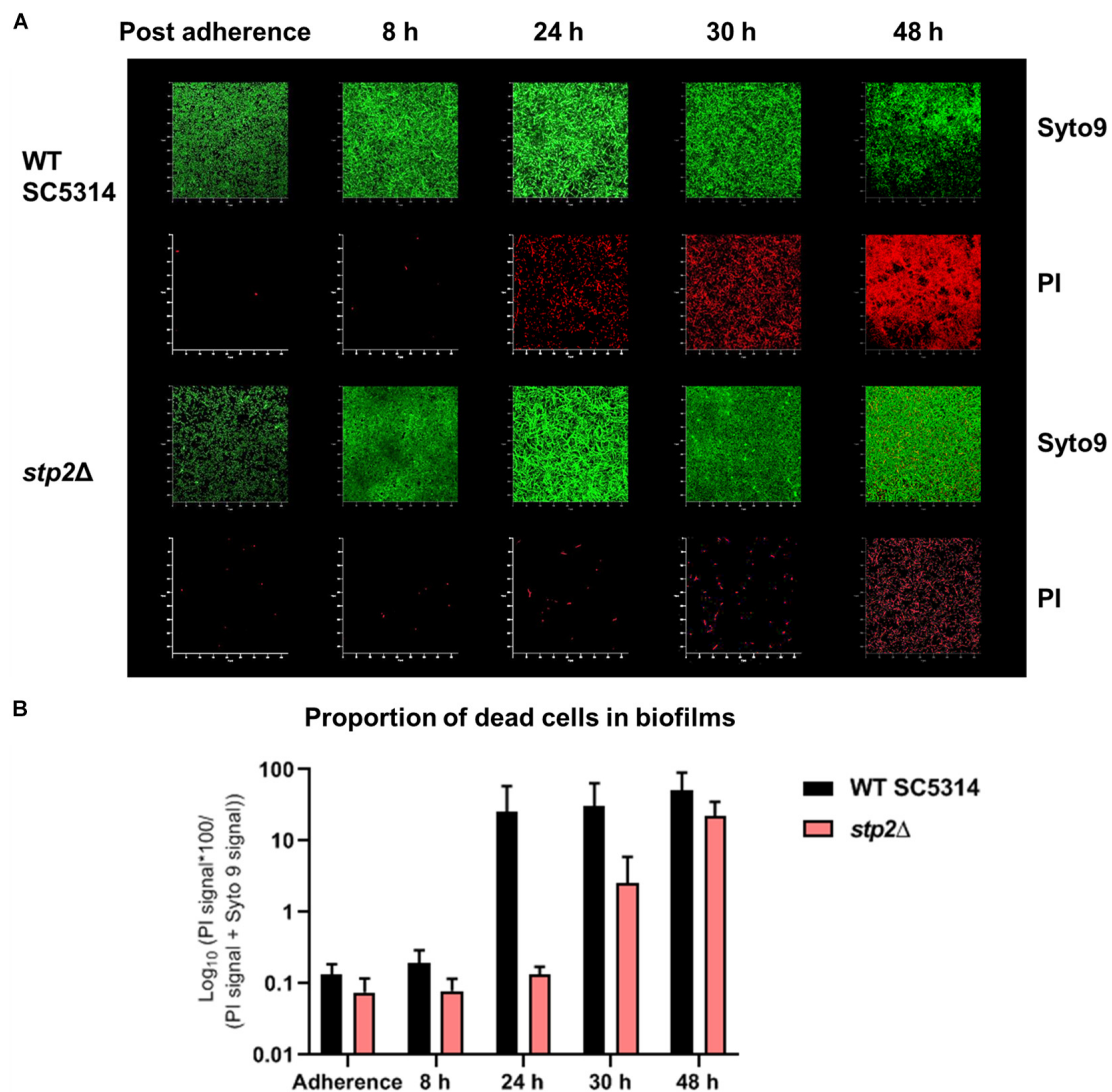 A
Post adherence 8 h 24 h 30 h 48 h
WT
SC5314
Syto9
PI
stp2Δ
Syto9
PI
B
Proportion of dead cells in biofilms
Log10 (PI signal*100/
(PI signal + Syto 9 signal))
100
10
1
0.1
0.01
Adherence 8 h 24 h 30 h 48 h
WT SC5314
stp2Δ